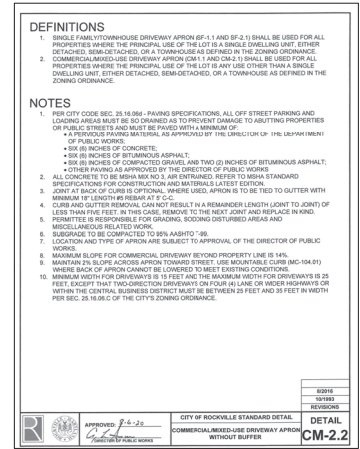 DEFINITIONS
1. SINGLE FAMILY/TOWNHOUSE DRIVEWAY APRON (SF-1.1 AND SF-2.1) SHALL BE USED FOR ALL
PROPERTIES WHERE THE PRINCIPAL USE OF THE LOT IS A SINGLE DWELLING UNIT, EITHER
DETACHED, SEMI-DETACHED, OR A TOWNHOUSE AS DEFINED IN THE ZONING ORDINANCE.
2. COMMERCIAL/MIXED-USE DRIVEWAY APRON (CM-1.1 AND CM-2.1) SHALL BE USED FOR ALL
PROPERTIES WHERE THE PRINCIPAL USE OF THE LOT IS ANY USE OTHER THAN A SINGLE
DWELLING UNIT, EITHER DETACHED, SEMI-DETACHED, OR A TOWNHOUSE AS DEFINED IN THE
ZONING ORDINANCE.
NOTES
1. PER CITY CODE SEC. 25.16.06d - PAVING SPECIFICATIONS, ALL OFF STREET PARKING AND
LOADING AREAS MUST BE SO DRAINED AS TO PREVENT DAMAGE TO ABUTTING PROPERTIES
OR PUBLIC STREETS AND MUST BE PAVED WITH A MINIMUM OF:
• A PERVIOUS PAVING MATERIAL AS APPROVED BY THE DIRECTOR OF THE DEPARTMENT
OF PUBLIC WORKS;
• SIX (6) INCHES OF CONCRETE;
• SIX (6) INCHES OF BITUMINOUS ASPHALT;
• SIX (6) INCHES OF COMPACTED GRAVEL AND TWO (2) INCHES OF BITUMINOUS ASPHALT;
• OTHER PAVING AS APPROVED BY THE DIRECTOR OF PUBLIC WORKS
2. ALL CONCRETE TO BE MSHA MIX NO 3, AIR ENTRAINED. REFER TO MSHA STANDARD
SPECIFICATIONS FOR CONSTRUCTION AND MATERIALS LATEST EDITION.
3. JOINT AT BACK OF CURB IS OPTIONAL. WHERE USED, APRON IS TO BE TIED TO GUTTER WITH
MINIMUM 18" LENGTH #5 REBAR AT 5' C-C.
4. CURB AND GUTTER REMOVAL CAN NOT RESULT IN A REMAINDER LENGTH (JOINT TO JOINT) OF
LESS THAN FIVE FEET. IN THIS CASE, REMOVE TO THE NEXT JOINT AND REPLACE IN KIND.
5. PERMITTEE IS RESPONSIBLE FOR GRADING, SODDING DISTURBED AREAS AND
MISCELLANEOUS RELATED WORK.
6. SUBGRADE TO BE COMPACTED TO 95% AASHTO T-99.
7. LOCATION AND TYPE OF APRON ARE SUBJECT TO APPROVAL OF THE DIRECTOR OF PUBLIC
WORKS.
8. MAXIMUM SLOPE FOR COMMERCIAL DRIVEWAY BEYOND PROPERTY LINE IS 14%.
9. MAINTAIN 2% SLOPE ACROSS APRON TOWARD STREET. USE MOUNTABLE CURB (MC-104.01)
WHERE BACK OF APRON CANNOT BE LOWERED TO MEET EXISTING CONDITIONS.
10. MINIMUM WIDTH FOR DRIVEWAYS IS 15 FEET AND THE MAXIMUM WIDTH FOR DRIVEWAYS IS 25
FEET, EXCEPT THAT TWO-DIRECTION DRIVEWAYS ON FOUR (4) LANE OR WIDER HIGHWAYS OR
WITHIN THE CENTRAL BUSINESS DISTRICT MUST BE BETWEEN 25 FEET AND 35 FEET IN WIDTH
PER SEC. 25.16.06.C OF THE CITY'S ZONING ORDINANCE.
8/2016
10/1993
REVISIONS
R
APPROVED: 8-6-20
DIRECTOR OF PUBLIC WORKS
CITY OF ROCKVILLE STANDARD DETAIL
COMMERCIAL/MIXED-USE DRIVEWAY APRON
WITHOUT BUFFER
DETAIL
CM-2.2